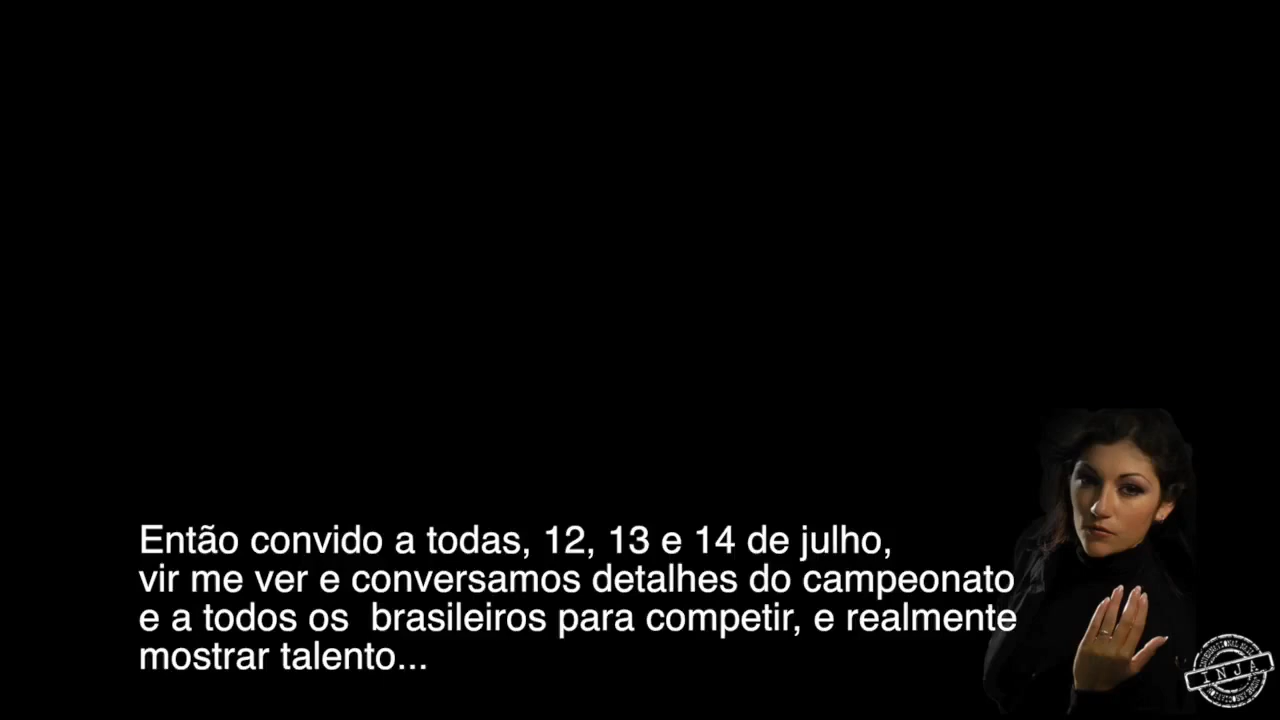 Então convido a todas, 12, 13 e 14 de julho,
vir me ver e conversamos detalhes do campeonato
e a todos os  brasileiros para competir, e realmente
mostrar talento...
INJA